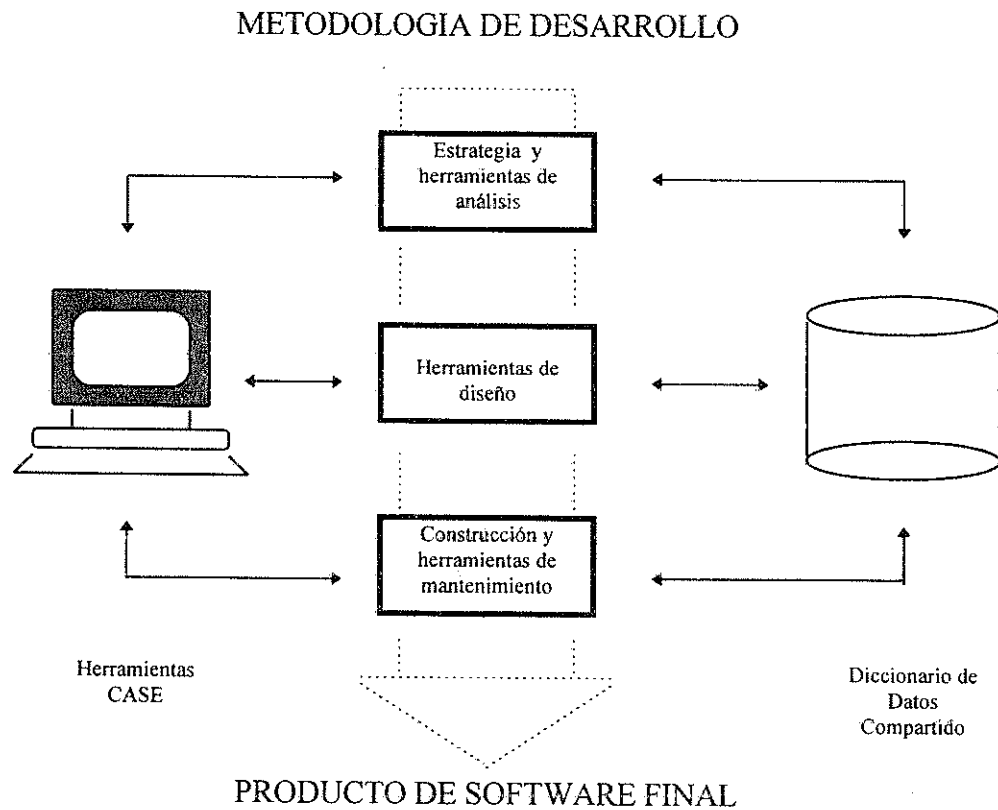 METODOLOGIA DE DESARROLLO
Estrategia y
herramientas de
análisis
Herramientas de
diseño
Construcción y
herramientas de
mantenimiento
Herramientas
CASE
Diccionario de
Datos
Compartido
PRODUCTO DE SOFTWARE FINAL